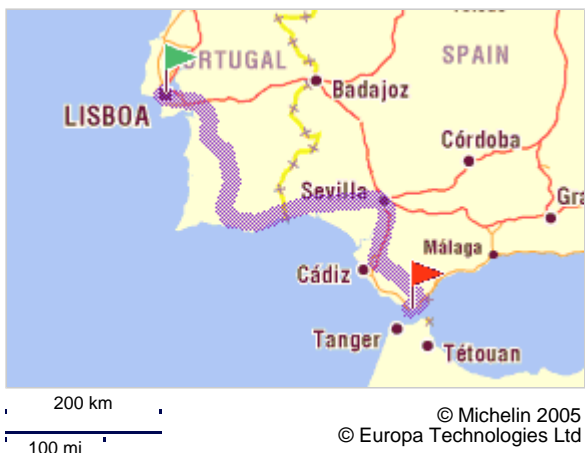 ORTUGAL
SPAIN
Badajoz
LISBOA
Córdoba
Sevilla
Gra
Málaga
Cádiz
Tanger
Tétouan
200 km
100 mi
© Michelin 2005
© Europa Technologies Ltd